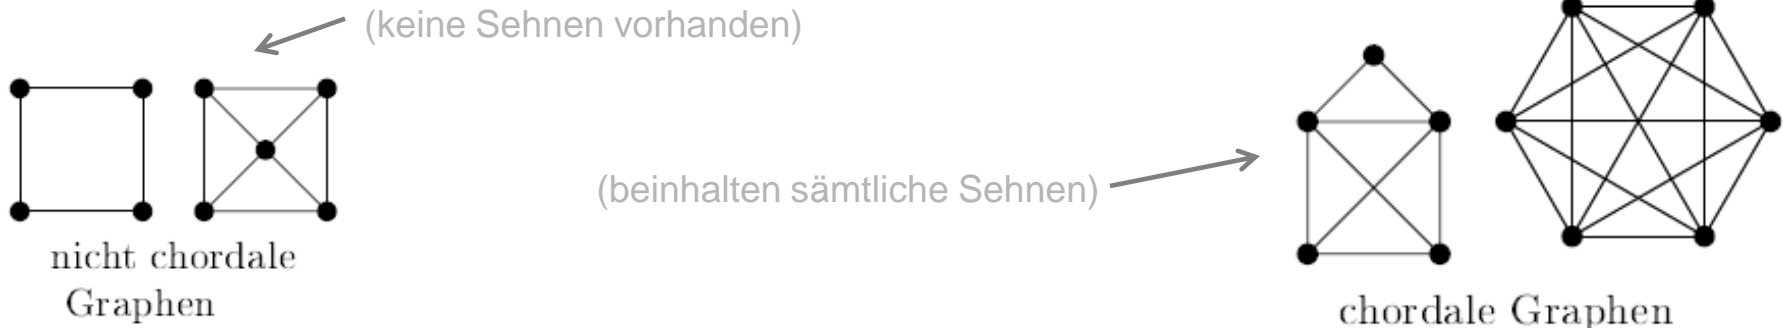 (keine Sehnen vorhanden)
(beinhalten sämtliche Sehnen)
nicht chordale
Graphen
chordale Graphen